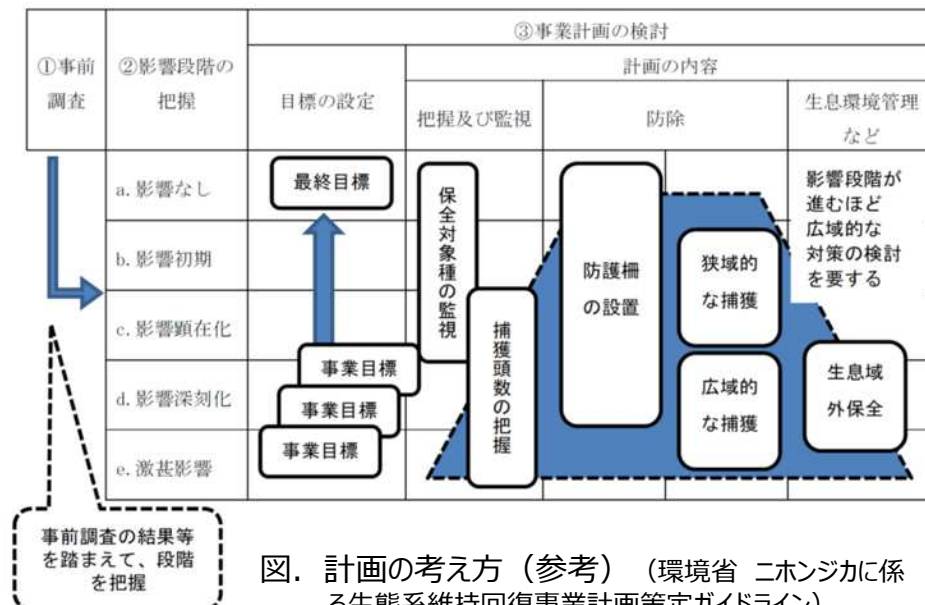 ③事業計画の検討
①事前
調査
②影響段階の
把握
目標の設定
計画の内容
把握及び監視
防除
生息環境管理
など
a. 影響なし
b. 影響初期
c. 影響顕在化
d. 影響深刻化
e. 激甚影響
最終目標
事業目標
事業目標
事業目標
保全対象種の監視
捕獲頭数の把握
防護柵
の設置
狭域的
な捕獲
広域的
な捕獲
影響段階が
進むほど
広域的な
対策の検討
を要する
生息域
外保全
事前調査の結果等
を踏まえて、段階
を把握
図．計画の考え方（参考）（環境省 ニホンジカに係
る生態系維持回復事業計画策定ガイドライン）